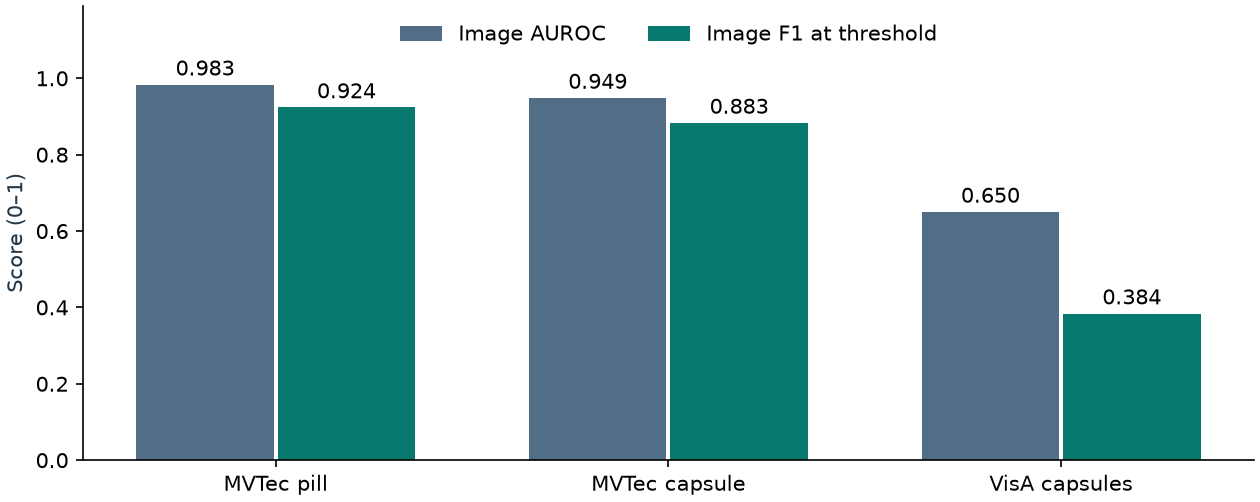 Image AUROC
Image F1 at threshold
Score (0–1)
1.0
0.8
0.6
0.4
0.2
0.0
0.983
0.924
0.949
0.883
0.650
0.384
MVTec pill
MVTec capsule
VisA capsules